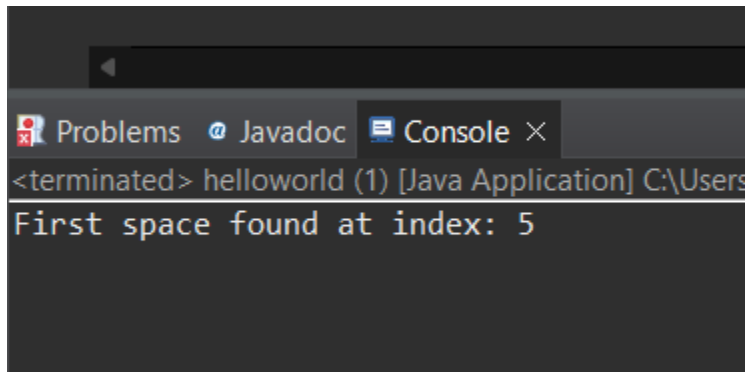 Problems @ Javadoc Console
<terminated> helloworld (1) [Java Application] C:\Users
First space found at index: 5